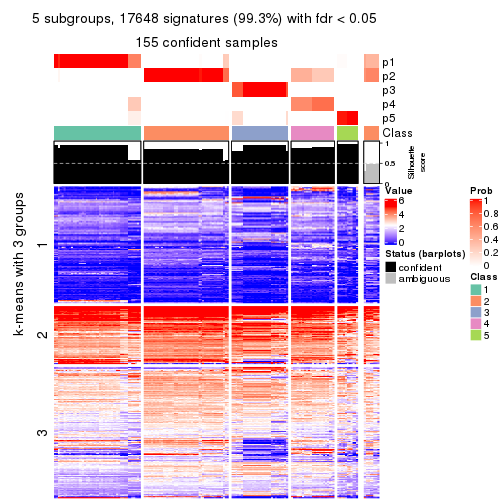 5 subgroups, 17648 signatures (99.3%) with fdr < 0.05
155 confident samples
p1
p2
p3
p4
p5
Class
1
0.5
0
Silhouette
score
k-means with 3 groups
1
2
3
Value
6
4
2
0
Status (barplots)
confident
ambiguous
Prob
1
0.8
0.6
0.4
0.2
0
Class
1
2
3
4
5